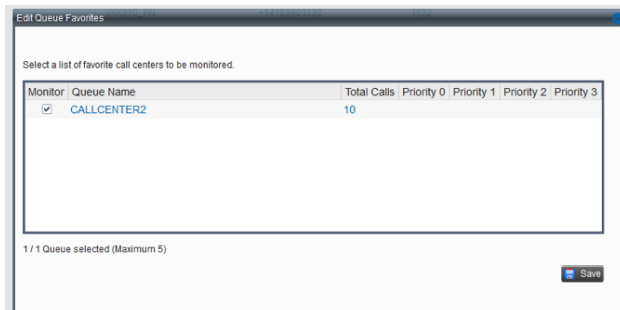 Edit Queue Favorites
Select a list of favorite call centers to be monitored.
Monitor Queue Name Total Calls Priority 0 Priority 1 Priority 2 Priority 3
CALLCENTER2 10
1 / 1 Queue selected (Maximum 5)
Save